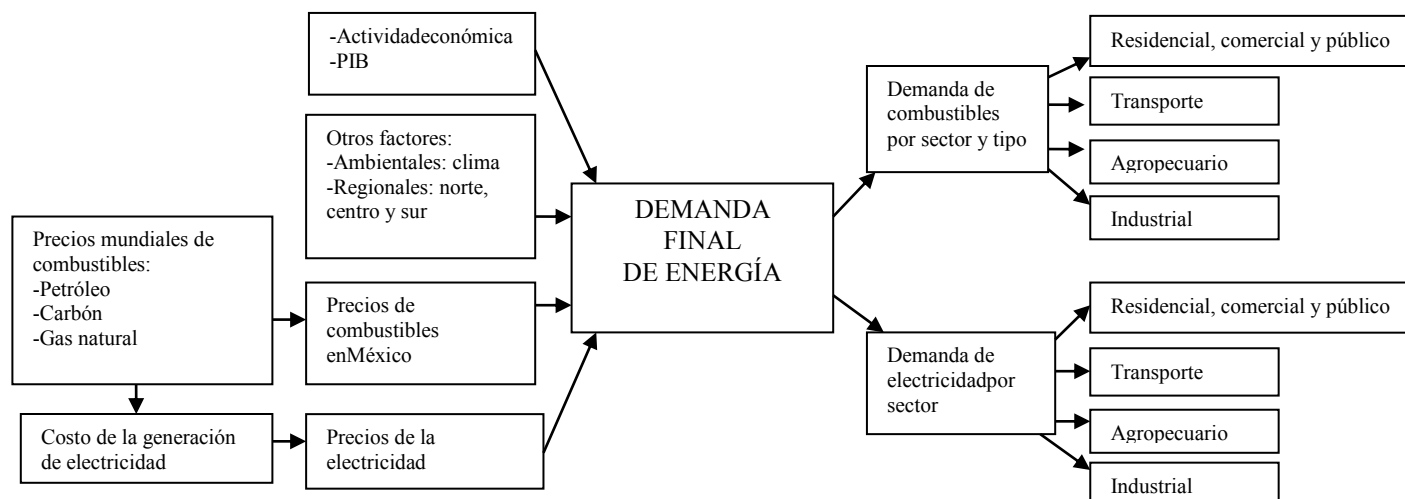 -Actividadeconómica
-PIB
Otros factores:
-Ambientales: clima
-Regionales: norte,
centro y sur
Precios mundiales de
combustibles:
-Petróleo
-Carbón
-Gas natural
Precios de
combustibles
enMéxico
Costo de la generación
de electricidad
Precios de la
electricidad
DEMANDA
FINAL
DE ENERGÍA
Demanda de
combustibles
por sector y tipo
Residencial, comercial y público
Transporte
Agropecuario
Industrial
Demanda de
electricidadpor
sector
Residencial, comercial y público
Transporte
Agropecuario
Industrial